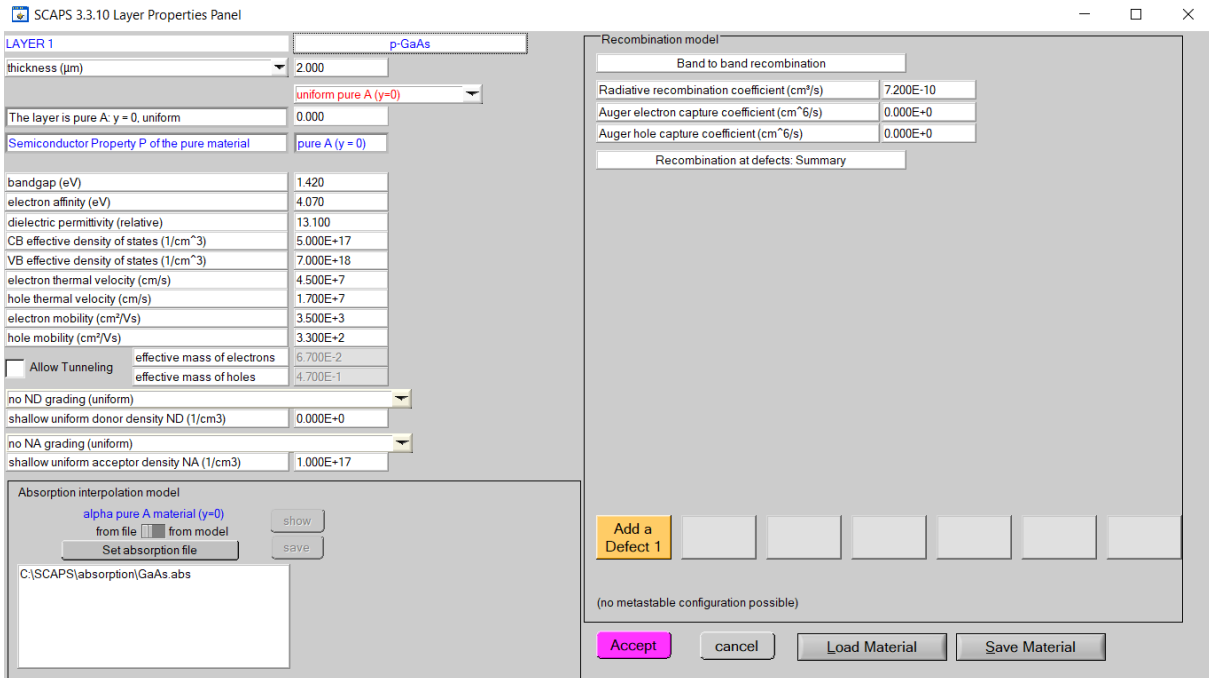 SCAPS 3.3.10 Layer Properties Panel
LAYER 1 p-GaAs
thickness (µm) 2.000
uniform pure A (y=0)
The layer is pure A: y = 0, uniform 0.000
Semiconductor Property P of the pure material pure A (y = 0)
bandgap (eV) 1.420
electron affinity (eV) 4.070
dielectric permittivity (relative) 13.100
CB effective density of states (1/cm^3) 5.000E+17
VB effective density of states (1/cm^3) 7.000E+18
electron thermal velocity (cm/s) 4.500E+7
hole thermal velocity (cm/s) 1.700E+7
electron mobility (cm²/Vs) 3.500E+3
hole mobility (cm²/Vs) 3.300E+2
Allow Tunneling
effective mass of electrons 6.700E-2
effective mass of holes 4.700E-1
no ND grading (uniform)
shallow uniform donor density ND (1/cm3) 0.000E+0
no NA grading (uniform)
shallow uniform acceptor density NA (1/cm3) 1.000E+17
Absorption interpolation model
alpha pure A material (y=0)
from file from model
show
Set absorption file
save
C:\SCAPS\absorption\GaAs.abs
Recombination model
Band to band recombination
Radiative recombination coefficient (cm³/s) 7.200E-10
Auger electron capture coefficient (cm^6/s) 0.000E+0
Auger hole capture coefficient (cm^6/s) 0.000E+0
Recombination at defects: Summary
Add a
Defect 1
(no metastable configuration possible)
Accept cancel Load Material Save Material